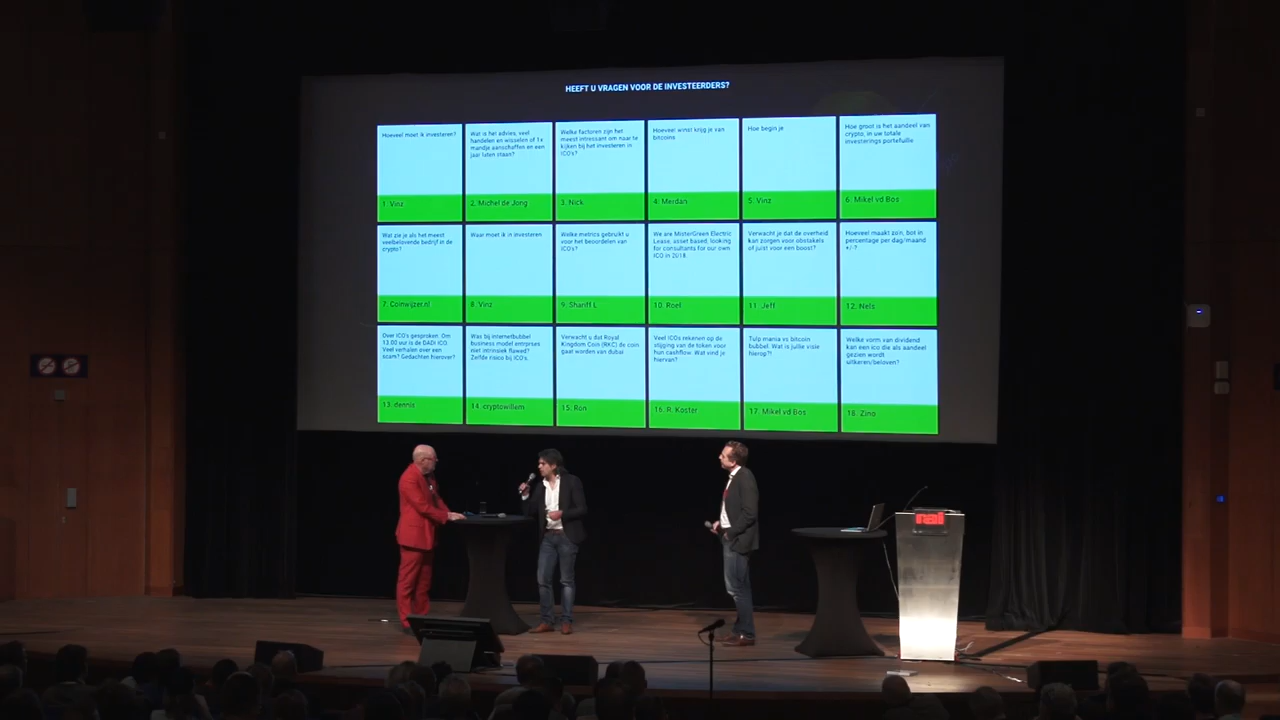 HEEFT U VRAGEN VOOR DE INVESTEERDERS?
Hoeveel moet ik investeren?
1. Vinz
Wat is het advies, veel
handelen en wisselen of 1x
mandje aanschaffen en een
jaar laten staan?
2. Michel de Jong
Welke factoren zijn het
meest intressant om naar te
kijken bij het investeren in
ICO's?
3. Nick
Hoeveel winst krijg je van
bitcoins
4. Merdan
Hoe begin je
5. Vinz
Hoe groot is het aandeel van
crypto, in uw totale
investerings portefuille
6. Mikel vd Bos
Wat zie je als het meest
veelbelovende bedrijf in de
crypto?
7. Coinwijzer.nl
Waar moet ik in investeren
8. Vinz
Welke metrics gebruikt u
voor het beoordelen van
ICO's?
9. Shariff L
We are MisterGreen Electric
Lease, asset based, looking
for consultants for our own
ICO in 2018.
10. Roel
Verwacht je dat de overheid
kan zorgen voor obstakels
of juist voor een boost?
11. Jeff
Hoeveel maakt zo'n, bot in
percentage per dag/maand
+/-?
12. Nels
Over ICO's gesproken. Om
13.00 uur is de DADI ICO.
Veel verhalen over een
scam? Gedachten hierover?
13. dennis
Was bij internetbubbel
business model entrprises
niet intrinsiek flawed?
Zelfde risico bij ICO's,
14. cryptowillem
Verwacht u dat Royal
Kingdom Coin (RKC) de coin
gaat worden van dubai
15. Ron
Veel ICOs rekenen op de
stijging van de token voor
hun cashflow. Wat vind je
hiervan?
16. R. Koster
Tulp mania vs bitcoin
bubbel. Wat is jullie visie
hierop?!
17. Mikel vd Bos
Welke vorm van dividend
kan een ico die als aandeel
gezien wordt
uitkeren/beloven?
18. Zino
rai